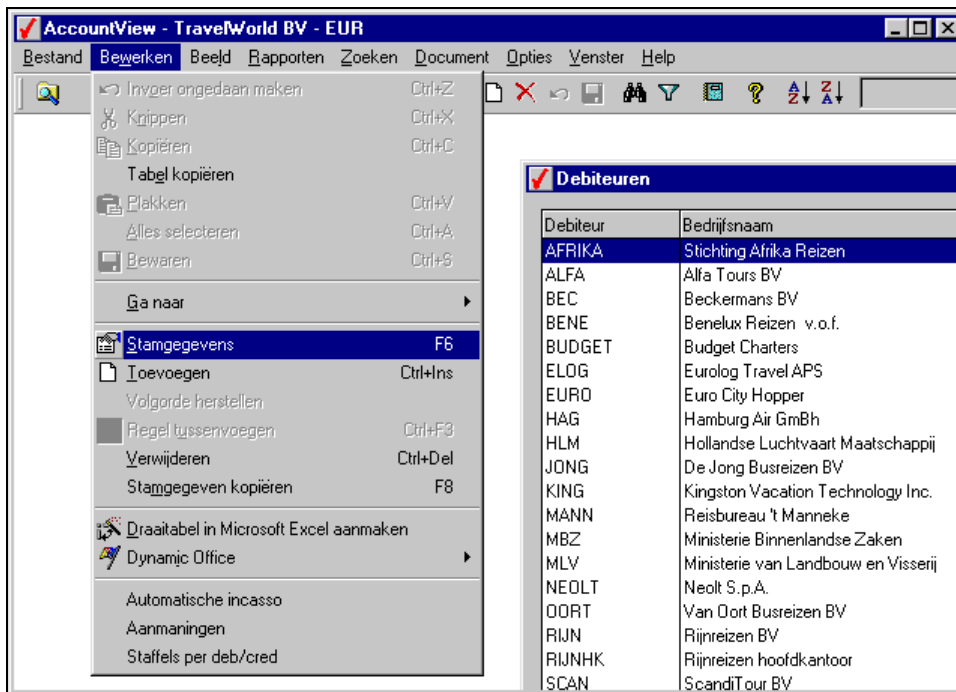 AccountView - TravelWorld BV - EUR
Bestand Bewerken Beeld Rapporten Zoeken Document Opties Venster Help
Invoer ongedaan maken Ctrl+Z
Knippen Ctrl+X
Kopiëren Ctrl+C
Tabel kopiëren
Plakken Ctrl+V
Alles selecteren Ctrl+A
Bewaren Ctrl+S
Ga naar
Stamgegevens F6
Toevoegen Ctrl+Ins
Volgorde herstellen
Regel tussenvoegen Ctrl+F3
Verwijderen Ctrl+Del
Stamgegeven kopiëren F8
Draaitabel in Microsoft Excel aanmaken
Dynamic Office
Automatische incasso
Aanmaningen
Staffels per deb/cred
Debiteuren
Debiteur Bedrijfsnaam
AFRIKA Stichting Afrika Reizen
ALFA Alfa Tours BV
BEC Beckermans BV
BENE Benelux Reizen v.o.f.
BUDGET Budget Charters
ELOG Eurolog Travel APS
EURO Euro City Hopper
HAG Hamburg Air GmBh
HLM Hollandse Luchtvaart Maatschappij
JONG De Jong Busreizen BV
KING Kingston Vacation Technology Inc.
MANN Reisbureau 't Manneke
MBZ Ministerie Binnenlandse Zaken
MLV Ministerie van Landbouw en Visserij
NEOLT Neolt S.p.A.
OORT Van Oort Busreizen BV
RIJN Rijnreizen BV
RIJNHK Rijnreizen hoofdkantoor
SCAN ScandiTour BV